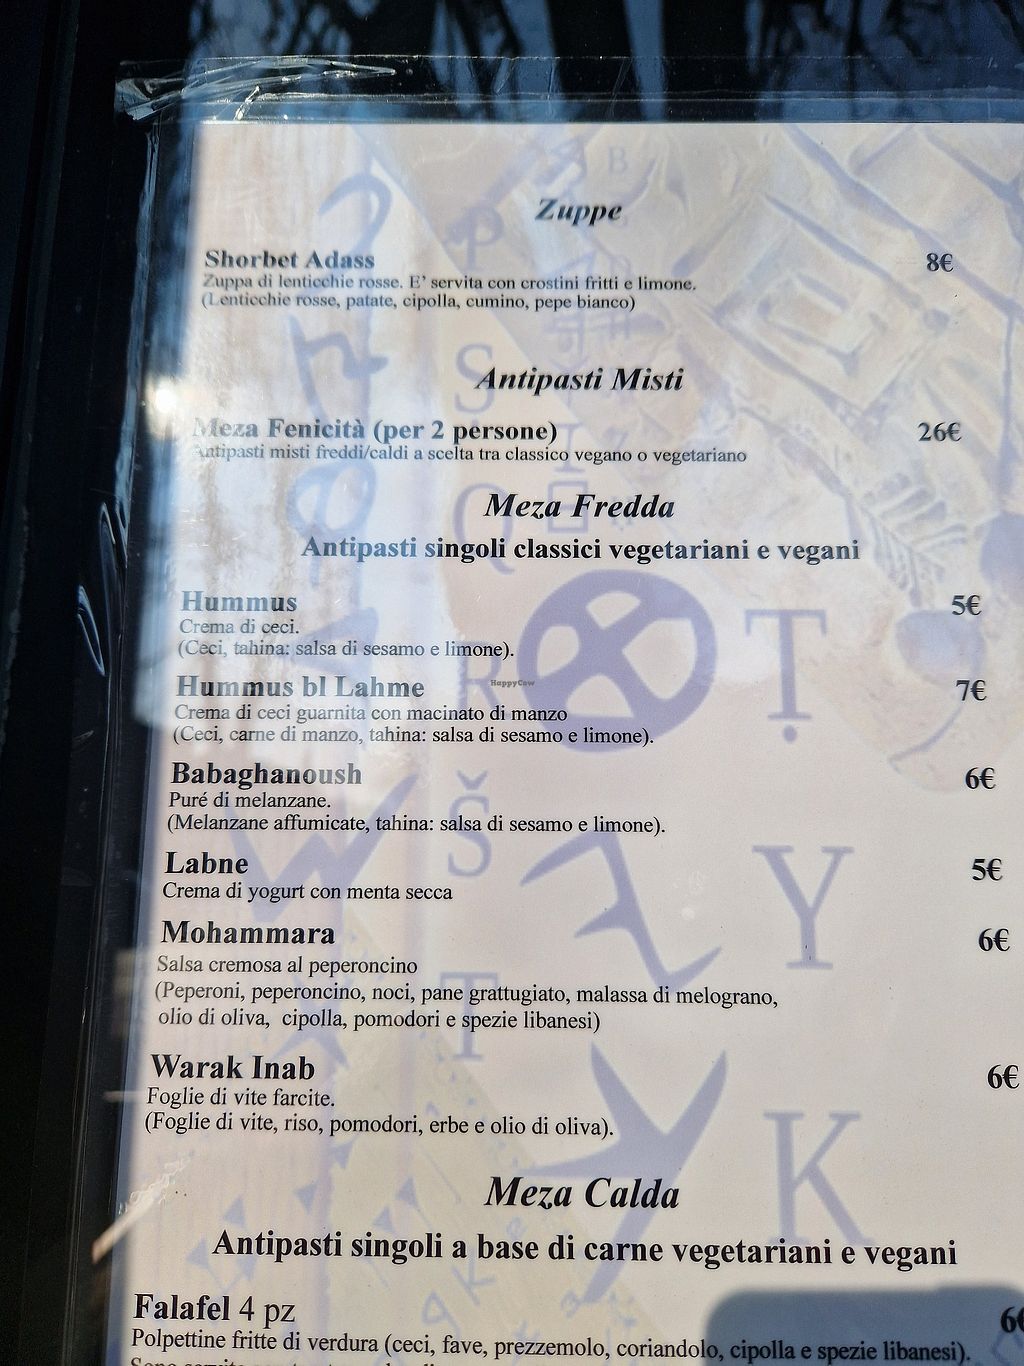 Zuppe
Shorbet Adass 8€
Zuppa di lenticchie rosse. E' servita con crostini fritti e limone.
(Lenticchie rosse, patate, cipolla, cumino, pepe bianco)
Antipasti Misti
Meza Fenicità (per 2 persone) 26€
Antipasti misti freddi/caldi a scelta tra classico vegano o vegetariano
Meza Fredda
Antipasti singoli classici vegetariani e vegani
Hummus 5€
Crema di ceci.
(Ceci, tahina: salsa di sesamo e limone).
HappyCow
Hummus bl Lahme 7€
Crema di ceci guarnita con macinato di manzo
(Ceci, carne di manzo, tahina: salsa di sesamo e limone).
Babaghanoush 6€
Puré di melanzane.
(Melanzane affumicate, tahina: salsa di sesamo e limone).
Labne 5€
Crema di yogurt con menta secca
Mohammara 6€
Salsa cremosa al peperoncino
(Peperoni, peperoncino, noci, pane grattugiato, malassa di melograno,
olio di oliva, cipolla, pomodori e spezie libanesi)
Warak Inab 6€
Foglie di vite farcite.
(Foglie di vite, riso, pomodori, erbe e olio di oliva).
Meza Calda
Antipasti singoli a base di carne vegetariani e vegani
Falafel 4 pz 6€
Polpettine fritte di verdura (ceci, fave, prezzemolo, coriandolo, cipolla e spezie libanesi).